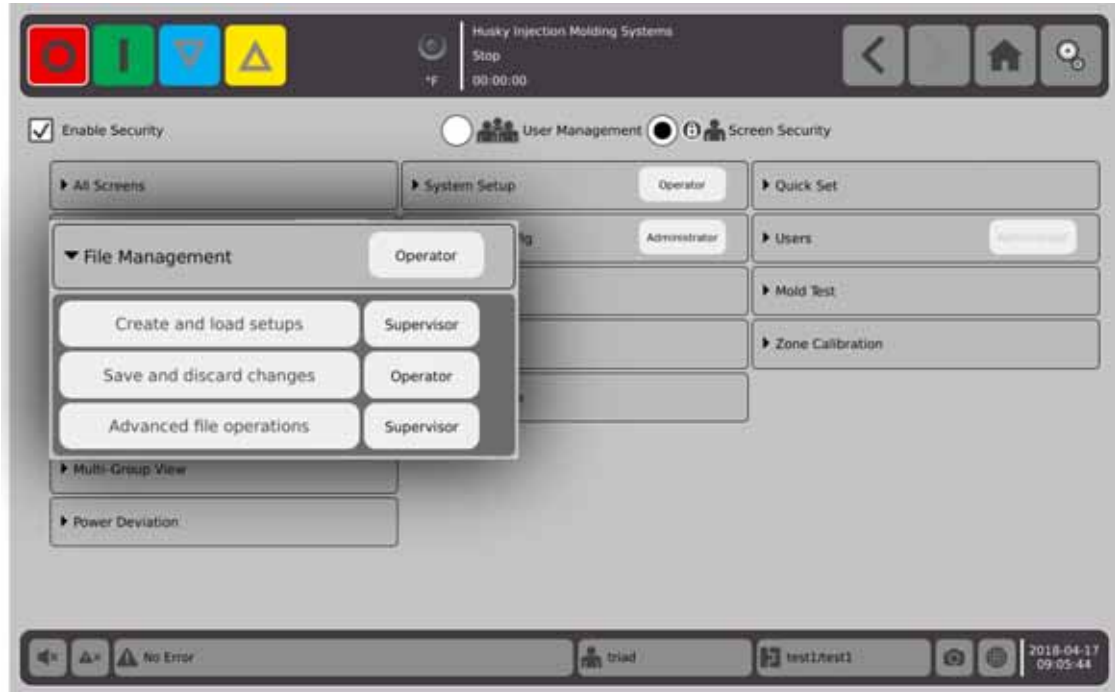 Husky Injection Molding Systems
Stop
°F 00:00:00
Enable Security
User Management
Screen Security
All Screens
System Setup
Operator
Quick Set
File Management
Operator
Administrator
Users
Administrator
Create and load setups
Supervisor
Mold Test
Save and discard changes
Operator
Zone Calibration
Advanced file operations
Supervisor
Multi-Group View
Power Deviation
No Error
triad
test1/test1
2018-04-17
09:05:44